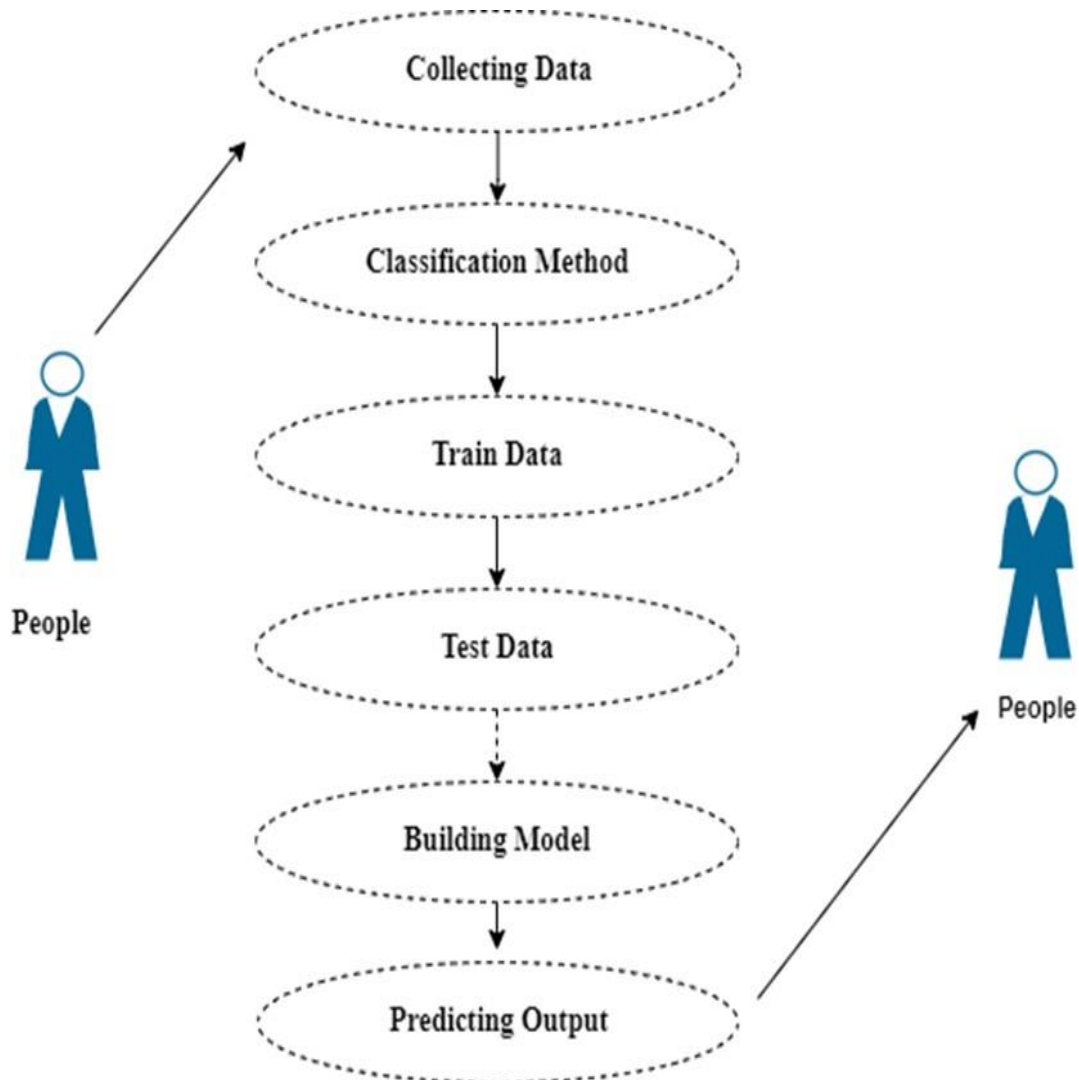 Collecting Data
Classification Method
Train Data
People
Test Data
People
Building Model
Predicting Output